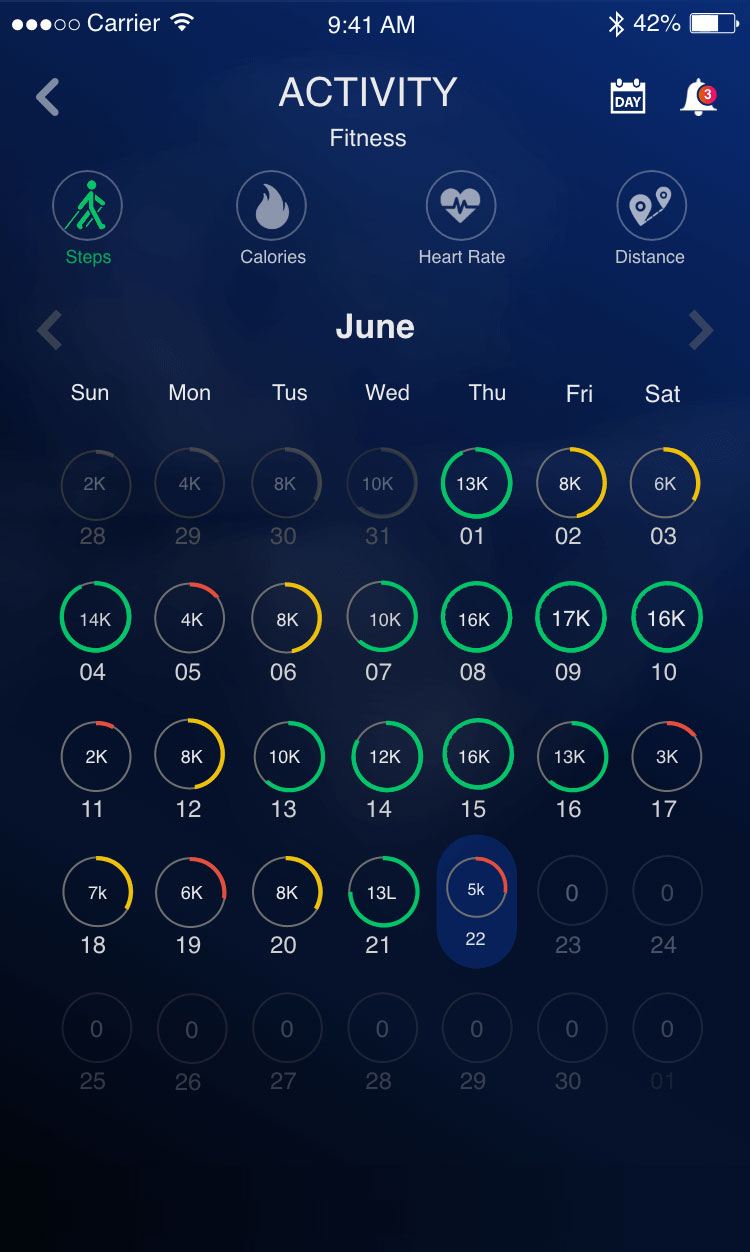 Carrier 9:41 AM 42%
ACTIVITY
DAY
3
Fitness
Steps Calories Heart Rate Distance
June
Sun Mon Tus Wed Thu Fri Sat
2K 4K 8K 10K 13K 8K 6K
28 29 30 31 01 02 03
14K 4K 8K 10K 16K 17K 16K
04 05 06 07 08 09 10
2K 8K 10K 12K 16K 13K 3K
11 12 13 14 15 16 17
7k 6K 8K 13L 5k 0 0
18 19 20 21 22 23 24
0 0 0 0 0 0 0
25 26 27 28 29 30 01